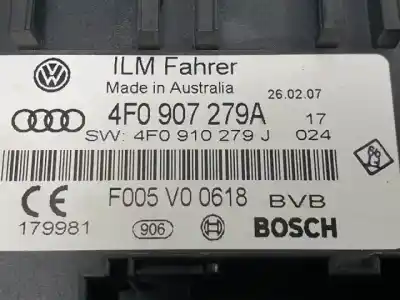 ILM Fahrer
Made in Australia 26.02.07
4F0 907 279A 17
SW: 4F0 910 279 J 024
F005 V0 0618 BVB
CE 906 BOSCH
179981